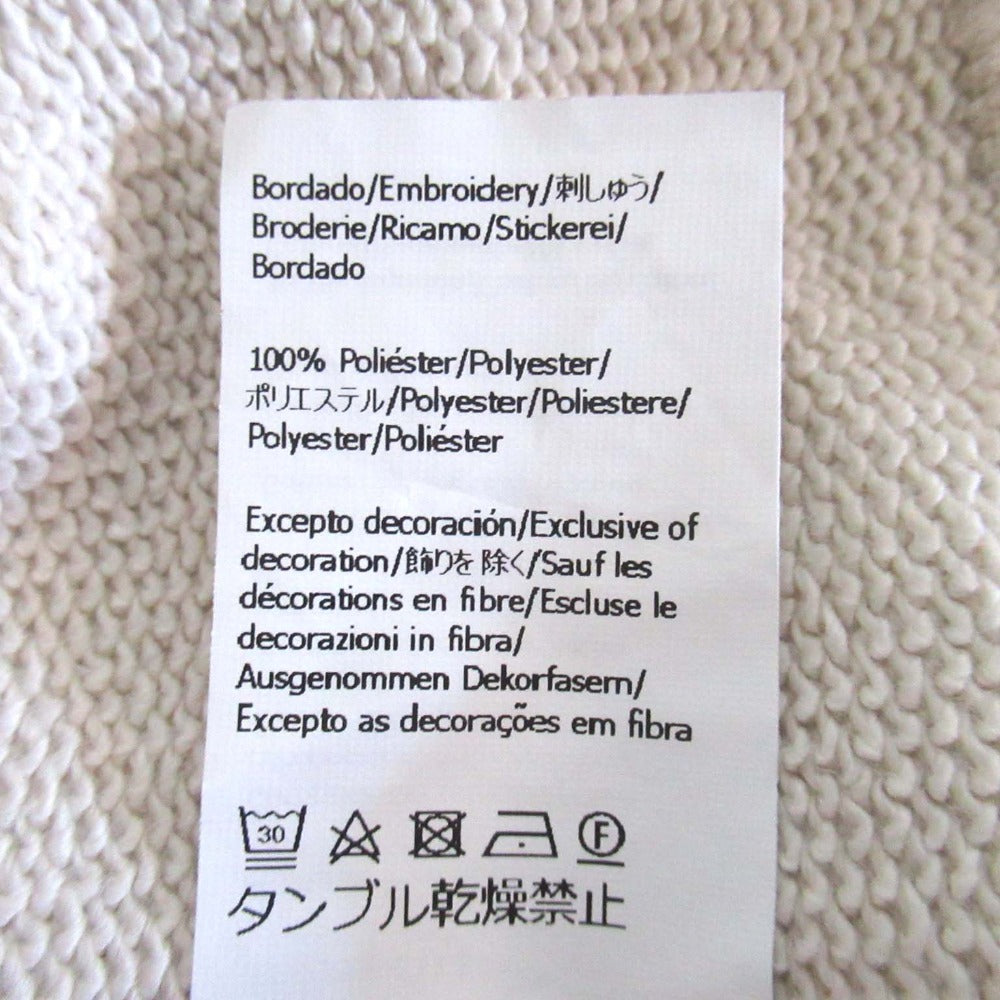 Bordado/Embroidery/刺しゅう/
Broderie/Ricamo/Stickerei/
Bordado
100% Poliéster/Polyester/
ポリエステル/Polyester/Poliestere/
Polyester/Poliéster
Excepto decoración/Exclusive of
decoration/飾りを 除く/Sauf les
décorations en fibre/Escluse le
decorazioni in fibra/
Ausgenommen Dekorfasern/
Excepto as decorações em fibra
30 F
タンブル乾燥禁止